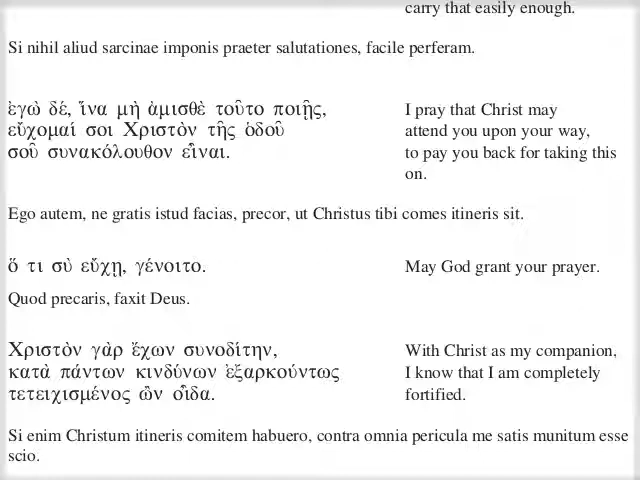 carry that easily enough.
Si nihil aliud sarcinae imponis praeter salutationes, facile perferam.
ἐγὼ δέ, ἵνα μὴ ἀμισθὲ τοῦτο ποιῇς,
εὔχομαί σοι Χριστὸν τῆς ὁδοῦ
σοῦ συνακόλουθον εἶναι.
I pray that Christ may
attend you upon your way,
to pay you back for taking this
on.
Ego autem, ne gratis istud facias, precor, ut Christus tibi comes itineris sit.
ὅ τι σὺ εὔχῃ, γένοιτο.
May God grant your prayer.
Quod precaris, faxit Deus.
Χριστὸν γὰρ ἔχων συνοδίτην,
κατὰ πάντων κινδύνων ἐξαρκούντως
τετειχισμένος ὢν οἶδα.
With Christ as my companion,
I know that I am completely
fortified.
Si enim Christum itineris comitem habuero, contra omnia pericula me satis munitum esse
scio.